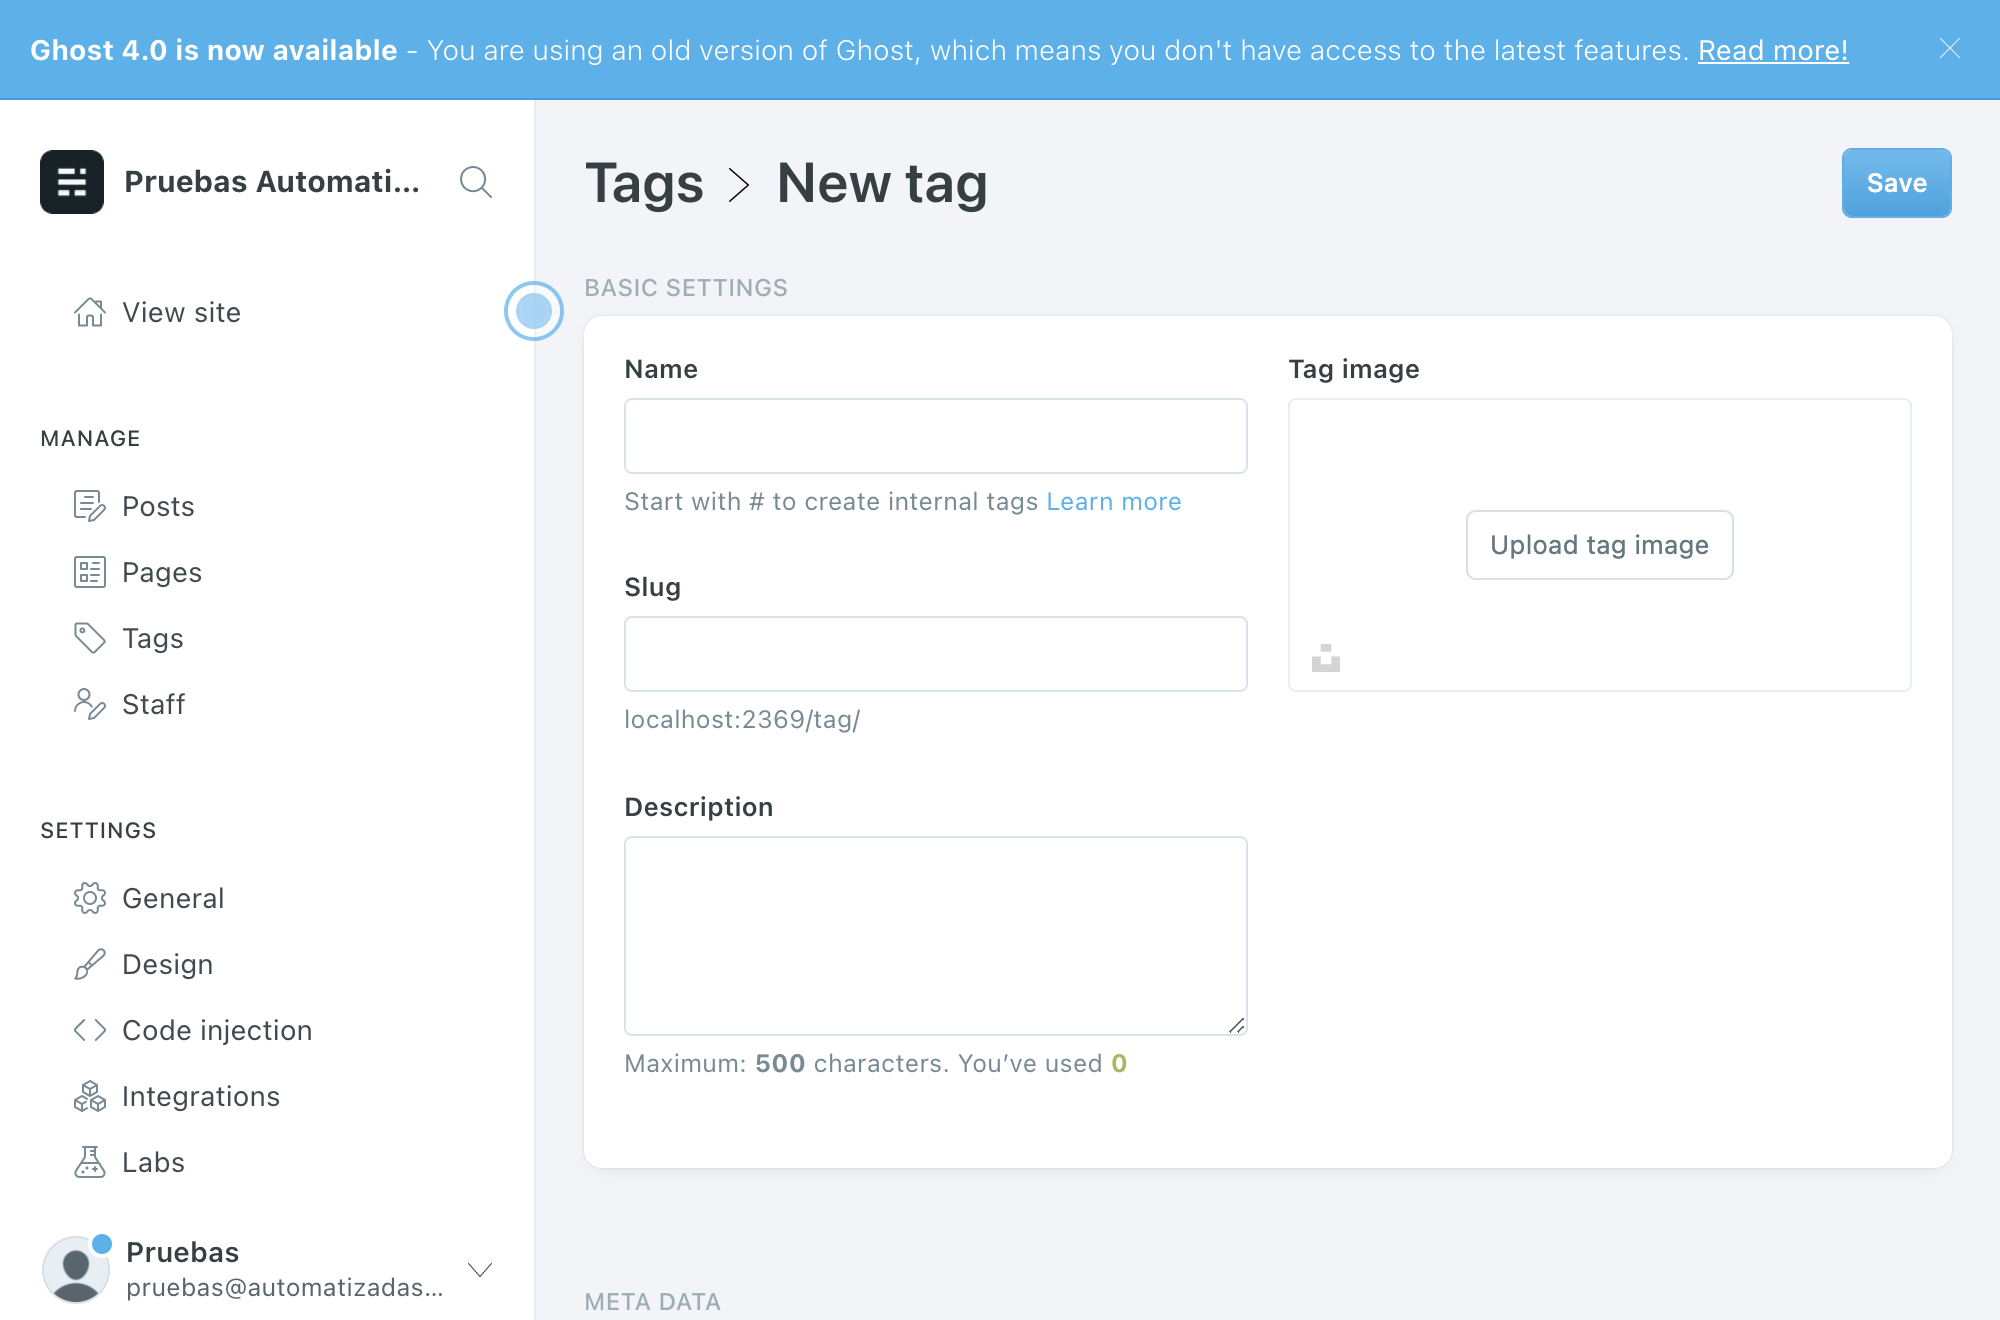 Ghost 4.0 is now available - You are using an old version of Ghost, which means you don't have access to the latest features. Read more!
Pruebas Automati...
View site
MANAGE
Posts
Pages
Tags
Staff
SETTINGS
General
Design
Code injection
Integrations
Labs
Pruebas
pruebas@automatizadas...
Tags > New tag
Save
BASIC SETTINGS
Name
Start with # to create internal tags Learn more
Slug
localhost:2369/tag/
Description
Maximum: 500 characters. You’ve used 0
Tag image
Upload tag image
META DATA